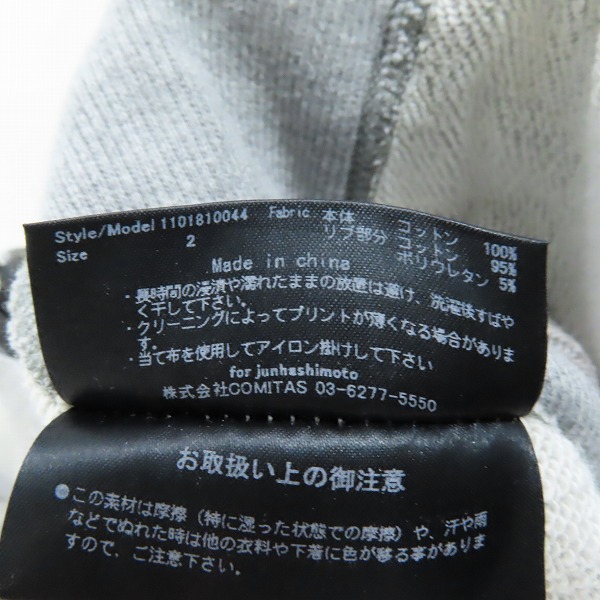 Style/Model 1101810044 Fabric 本体 コットン 100%
Size 2 リブ部分 コットン 95%
ポリウレタン 5%
Made in china
・長時間の浸漬や濡れたままの放置は避け、洗濯後すばや
く干して下さい。
・クリーニングによってプリントが薄くなる場合がありま
す。
・当て布を使用してアイロン掛けして下さい
for junhashimoto
株式会社COMITAS 03-6277-5550
お取扱い上の御注意
●この素材は摩擦（特に湿った状態での摩擦）や、汗や雨
などでぬれた時は他の衣料や下着に色が移る事がありま
すので、ご注意下さい。